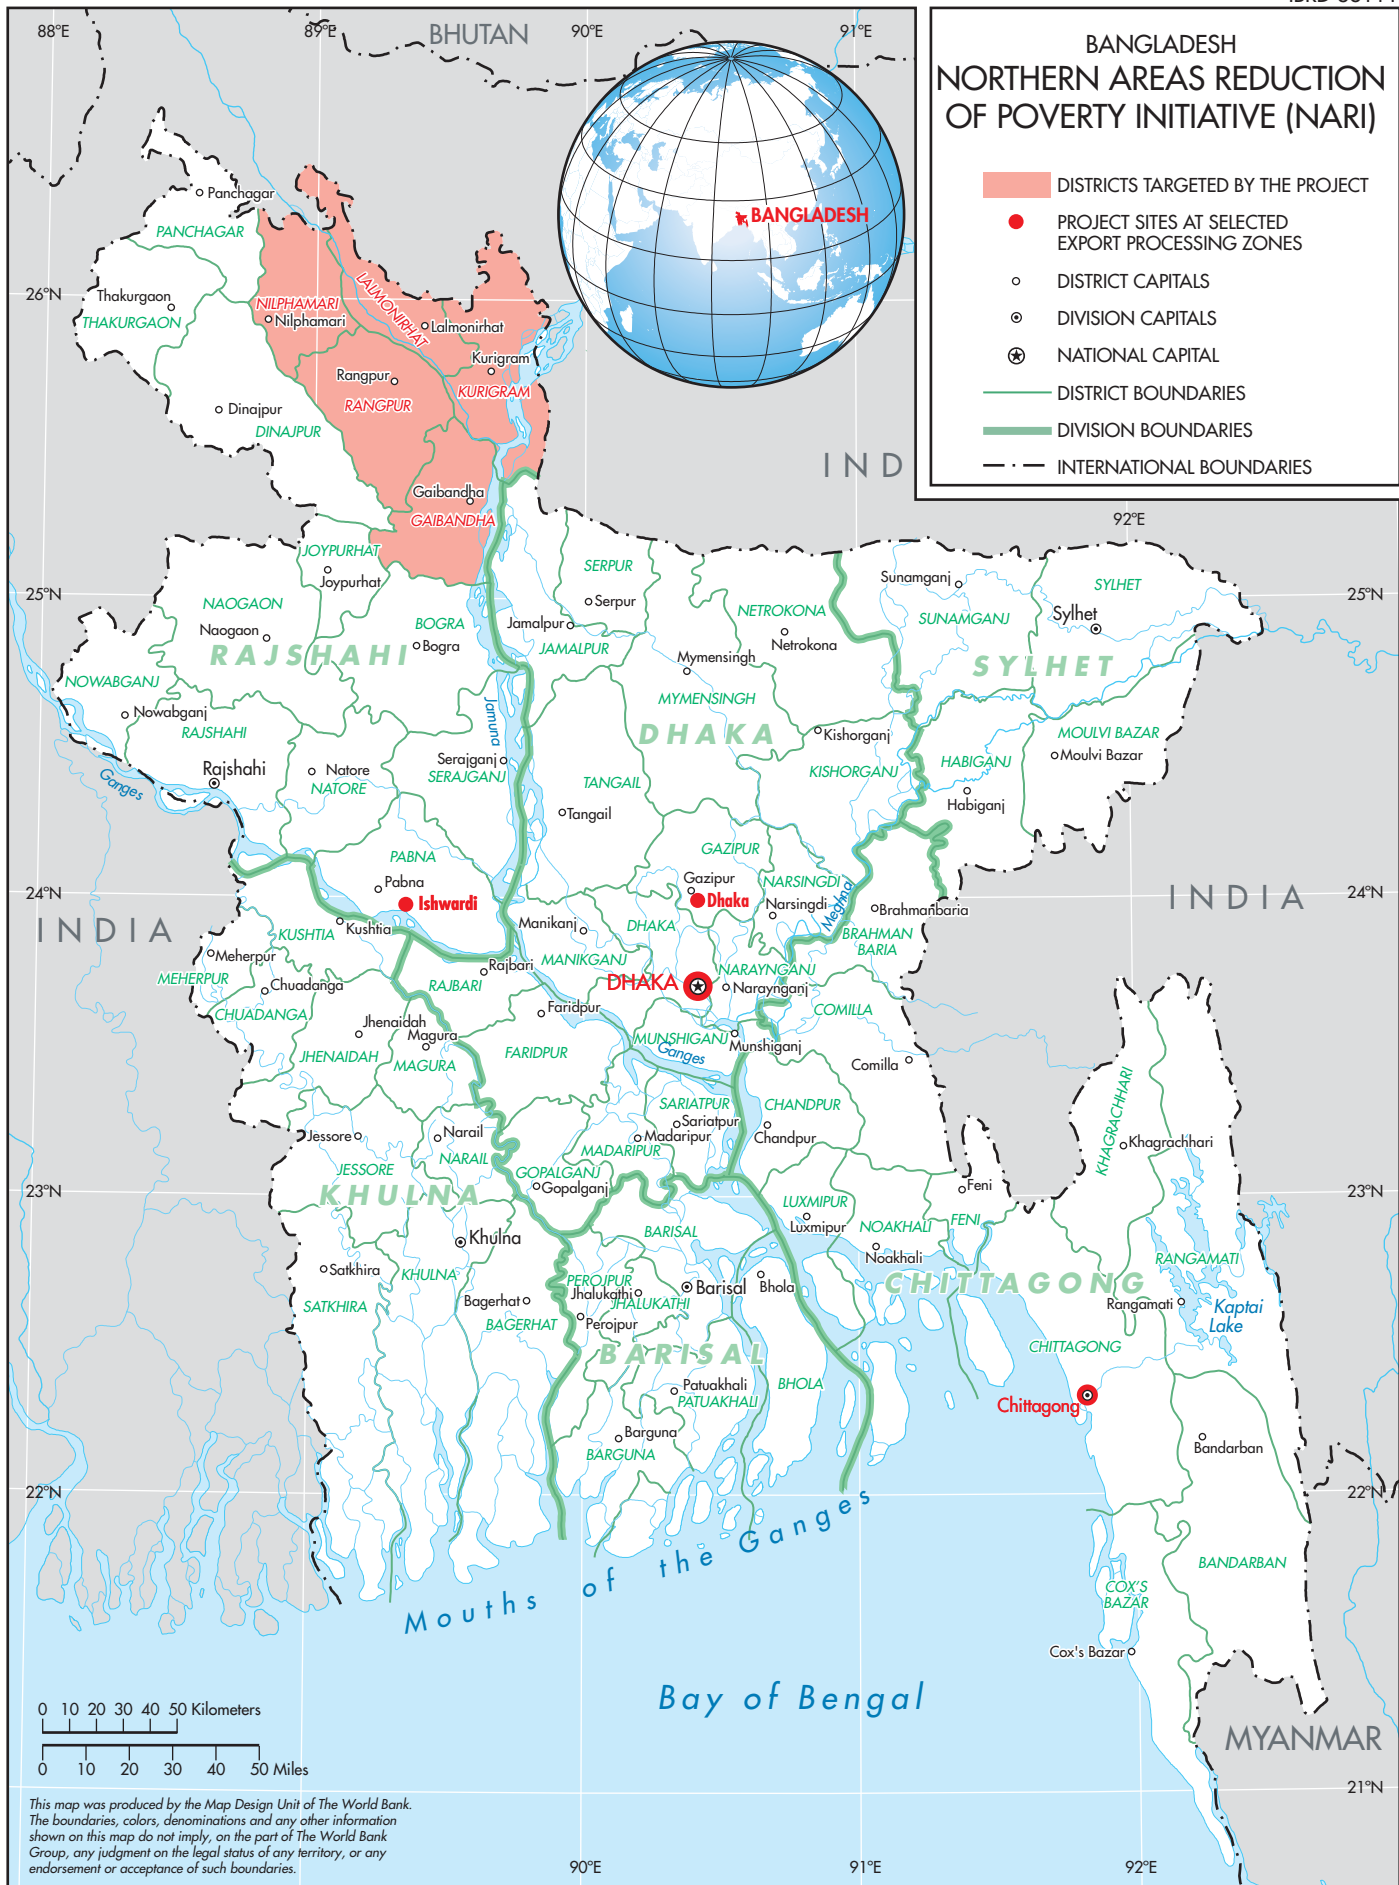 88°E
89°E
BHUTAN
90°E
91°E
BANGLADESH
NORTHERN AREAS REDUCTION
OF POVERTY INITIATIVE (NARI)
DISTRICTS TARGETED BY THE PROJECT
PROJECT SITES AT SELECTED
EXPORT PROCESSING ZONES
DISTRICT CAPITALS
DIVISION CAPITALS
NATIONAL CAPITAL
DISTRICT BOUNDARIES
DIVISION BOUNDARIES
INTERNATIONAL BOUNDARIES
BANGLADESH
Panchagar
PANCHAGAR
26°N
Thakurgaon
THAKURGAON
NILPHAMARI
Nilphamari
LALMONIRHAT
Lalmonirhat
Kurigram
KURIGRAM
Rangpur
RANGPUR
Dinajpur
DINAJPUR
IND
Gaibandha
GAIBANDHA
92°E
JOYPURHAT
Joypurhat
SERPUR
Serpur
25°N
NAOGAON
Naogaon
BOGRA
Bogra
Jamalpur
JAMALPUR
NETROKONA
Netrokona
Sunamganj
SUNAMGANJ
SYLHET
Sylhet
25°N
RAJSHAHI
SYLHET
Mymensingh
MYMENSINGH
NOWABGANJ
Nowabganj
RAJSHAHI
Jamuna
DHAKA
Kishorganj
KISHORGANJ
HABIGANJ
Habiganj
MOULVI BAZAR
Moulvi Bazar
Rajshahi
Ganges
Natore
NATORE
Serajganj
SERAJGANJ
TANGAIL
Tangail
GAZIPUR
Gazipur
PABNA
Pabna
24°N
Ishwardi
Dhaka
NARSINGDI
Narsingdi
Meghna
Brahmanbaria
BRAHMAN
BARIA
24°N
INDIA
INDIA
KUSHTIA
Kushtia
Manikanj
MANIKGANJ
DHAKA
Meherpur
MEHERPUR
Chuadanga
CHUADANGA
Rajbari
RAJBARI
DHAKA
NARAYNGANJ
Naraynganj
Faridpur
FARIDPUR
COMILLA
Comilla
Jhenaidah
JHENAIDAH
Magura
MAGURA
MUNSHIGANJ
Munshiganj
Ganges
SARIATPUR
Sariatpur
CHANDPUR
Chandpur
KHAGRACHHARI
Khagrachhari
Jessore
JESSORE
Narail
NARAIL
Madaripur
MADARIPUR
GOPALGANJ
Gopalganj
23°N
KHULNA
Feni
FENI
23°N
LUXMIPUR
Luxmipur
NOAKHALI
Noakhali
Khulna
BARISAL
Satkhira
SATKHIRA
KHULNA
CHITTAGONG
RANGAMATI
Rangamati
Kaptai
Lake
Bagerhat
BAGERHAT
PEROJPUR
Jhalukathi
JHALUKATHI
Barisal
Bhola
Perojpur
BARISAL
CHITTAGONG
Chittagong
Patuakhali
PATUAKHALI
BHOLA
Barguna
BARGUNA
Bandarban
22°N
22°N
Mouths of the Ganges
BANDARBAN
COX'S
BAZAR
Cox's Bazar
Bay of Bengal
MYANMAR
0 10 20 30 40 50 Kilometers
0 10 20 30 40 50 Miles
21°N
This map was produced by the Map Design Unit of The World Bank.
The boundaries, colors, denominations and any other information
shown on this map do not imply, on the part of The World Bank
Group, any judgment on the legal status of any territory, or any
endorsement or acceptance of such boundaries.
90°E
91°E
92°E